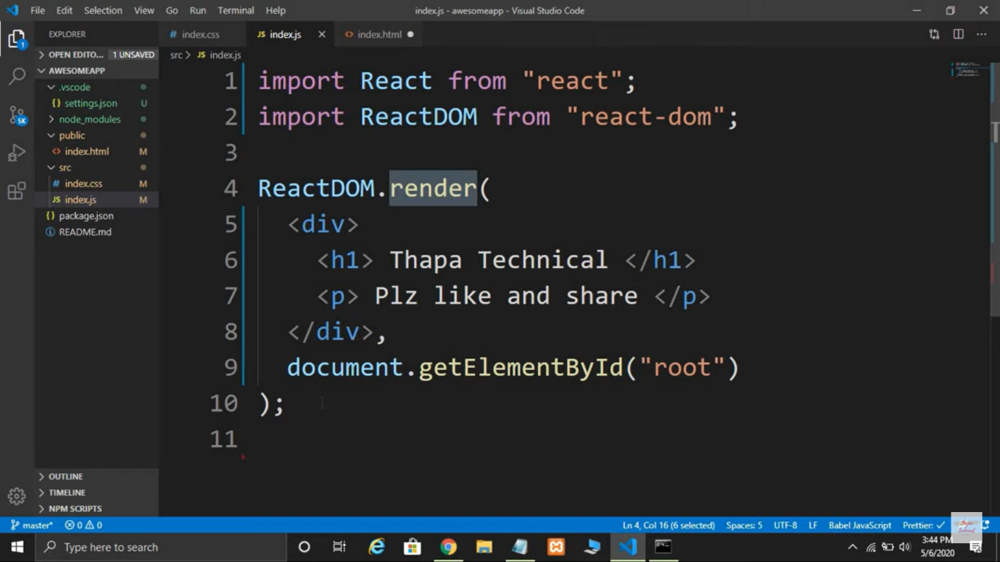 File Edit Selection View Go Run Terminal Help
index.js - awesomeapp - Visual Studio Code
EXPLORER
index.css
JS index.js
index.html
1
OPEN EDITO... 1 UNSAVED
src > JS index.js
AWESOMEAPP
.vscode
{} settings.json U
node_modules
5K
public
index.html M
src
# index.css M
JS index.js M
{} package.json
README.md
1 import React from "react";
2 import ReactDOM from "react-dom";
3
4 ReactDOM.render(
5 <div>
6 <h1> Thapa Technical </h1>
7 <p> Plz like and share </p>
8 </div>,
9 document.getElementById("root")
10 );
11
OUTLINE
TIMELINE
NPM SCRIPTS
master* 0 0
Ln 4, Col 16 (6 selected) Spaces: 5 UTF-8 LF Babel JavaScript Prettier: ✓
Type here to search
3:44 PM
5/6/2020